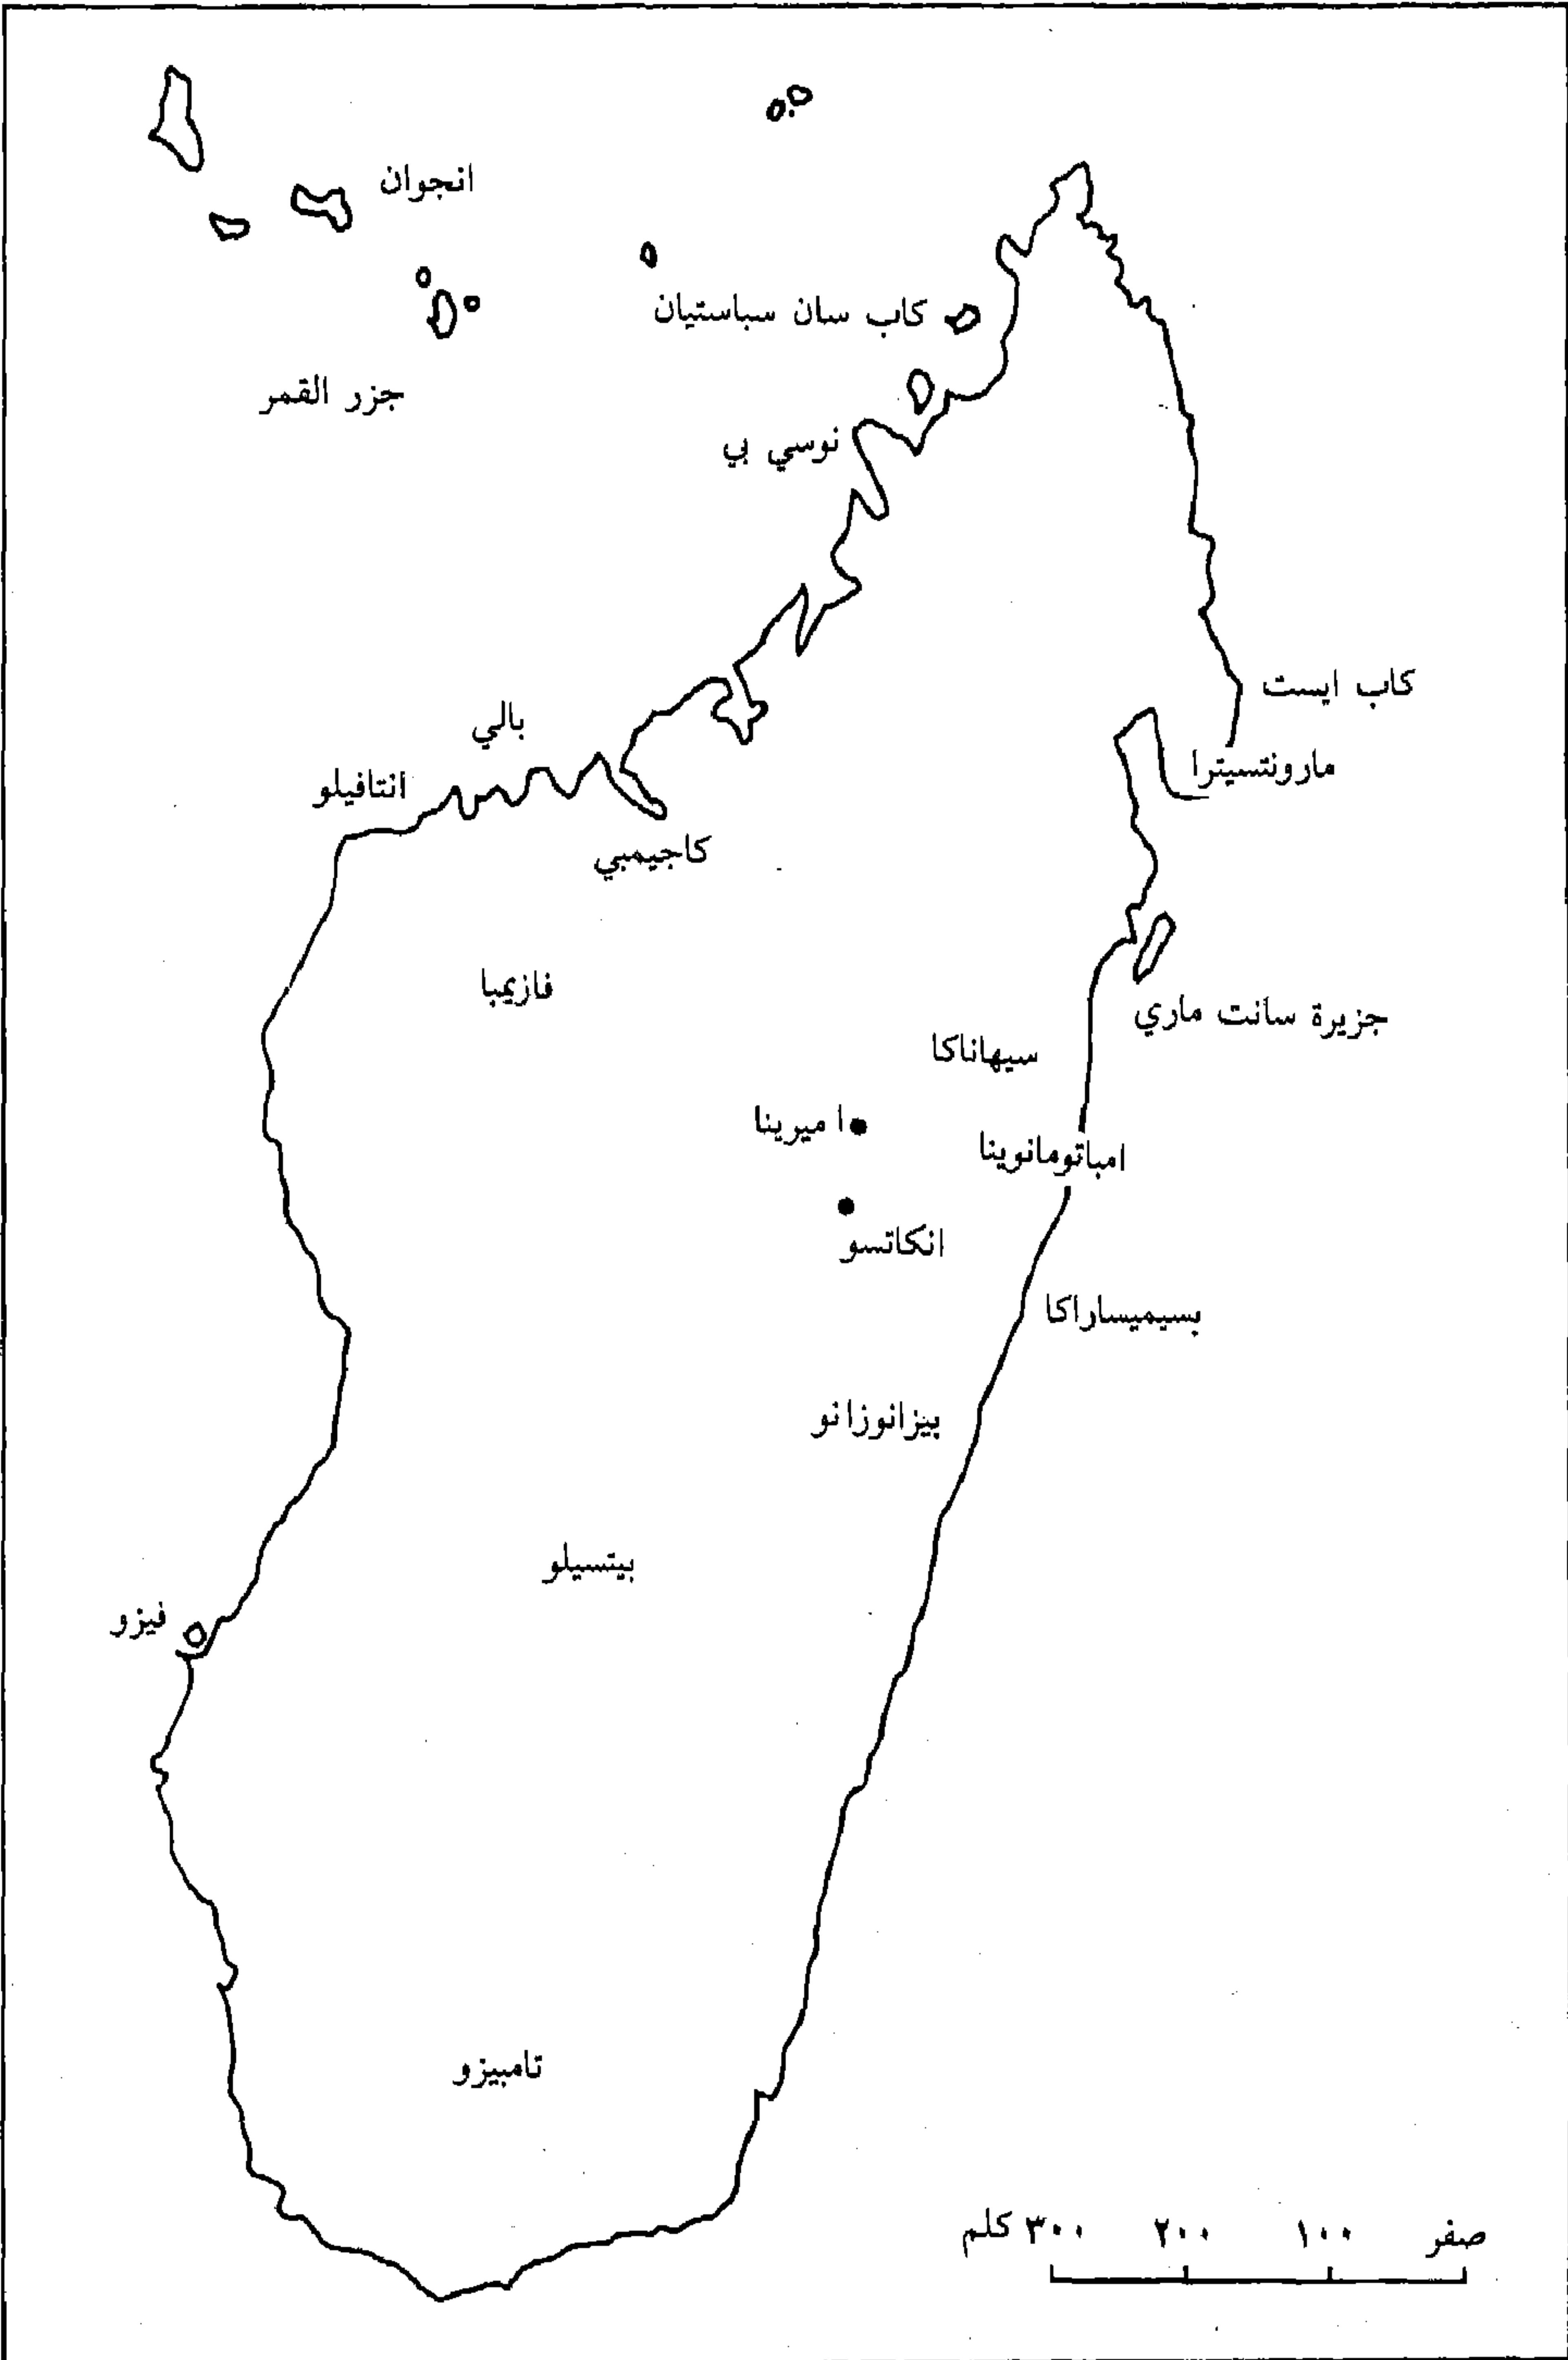 انجوان
كاب سان سباستيان
جزر القمر
نوسي بي
كاب ايست
بالي
مارونتسيترا
انتافيلو
كاجيمبي
فازيمبا
جزيرة سانت ماري
سيهاناكا
ا ميرينا
امباتومانوينا
انكاتسو
بسيميساراكا
بيزانوزانو
بيتسيلو
فيزو
تامبيزو
صفر ١٠٠ ٢٠٠ ٣٠٠ كلم